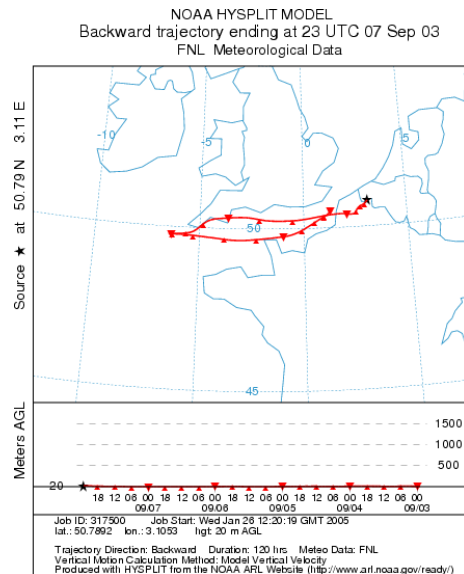 NOAA HYSPLIT MODEL
Backward trajectory ending at 23 UTC 07 Sep 03
FNL Meteorological Data
Source ★ at 50.79 N 3.11 E
-10
-5
0
5
50
45
Meters AGL
1500
1000
500
20
18 12 06 00 18 12 06 00 18 12 06 00 18 12 06 00 18 12 06 00
09/07 09/06 09/05 09/04 09/03
Job ID: 317500 Job Start: Wed Jan 26 12:20:19 GMT 2005
lat.: 50.7892 lon.: 3.1053 hgt: 20 m AGL
Trajectory Direction: Backward Duration: 120 hrs Meteo Data: FNL
Vertical Motion Calculation Method: Model Vertical Velocity
Produced with HYSPLIT from the NOAA ARL Website (http://www.arl.noaa.gov/ready/)